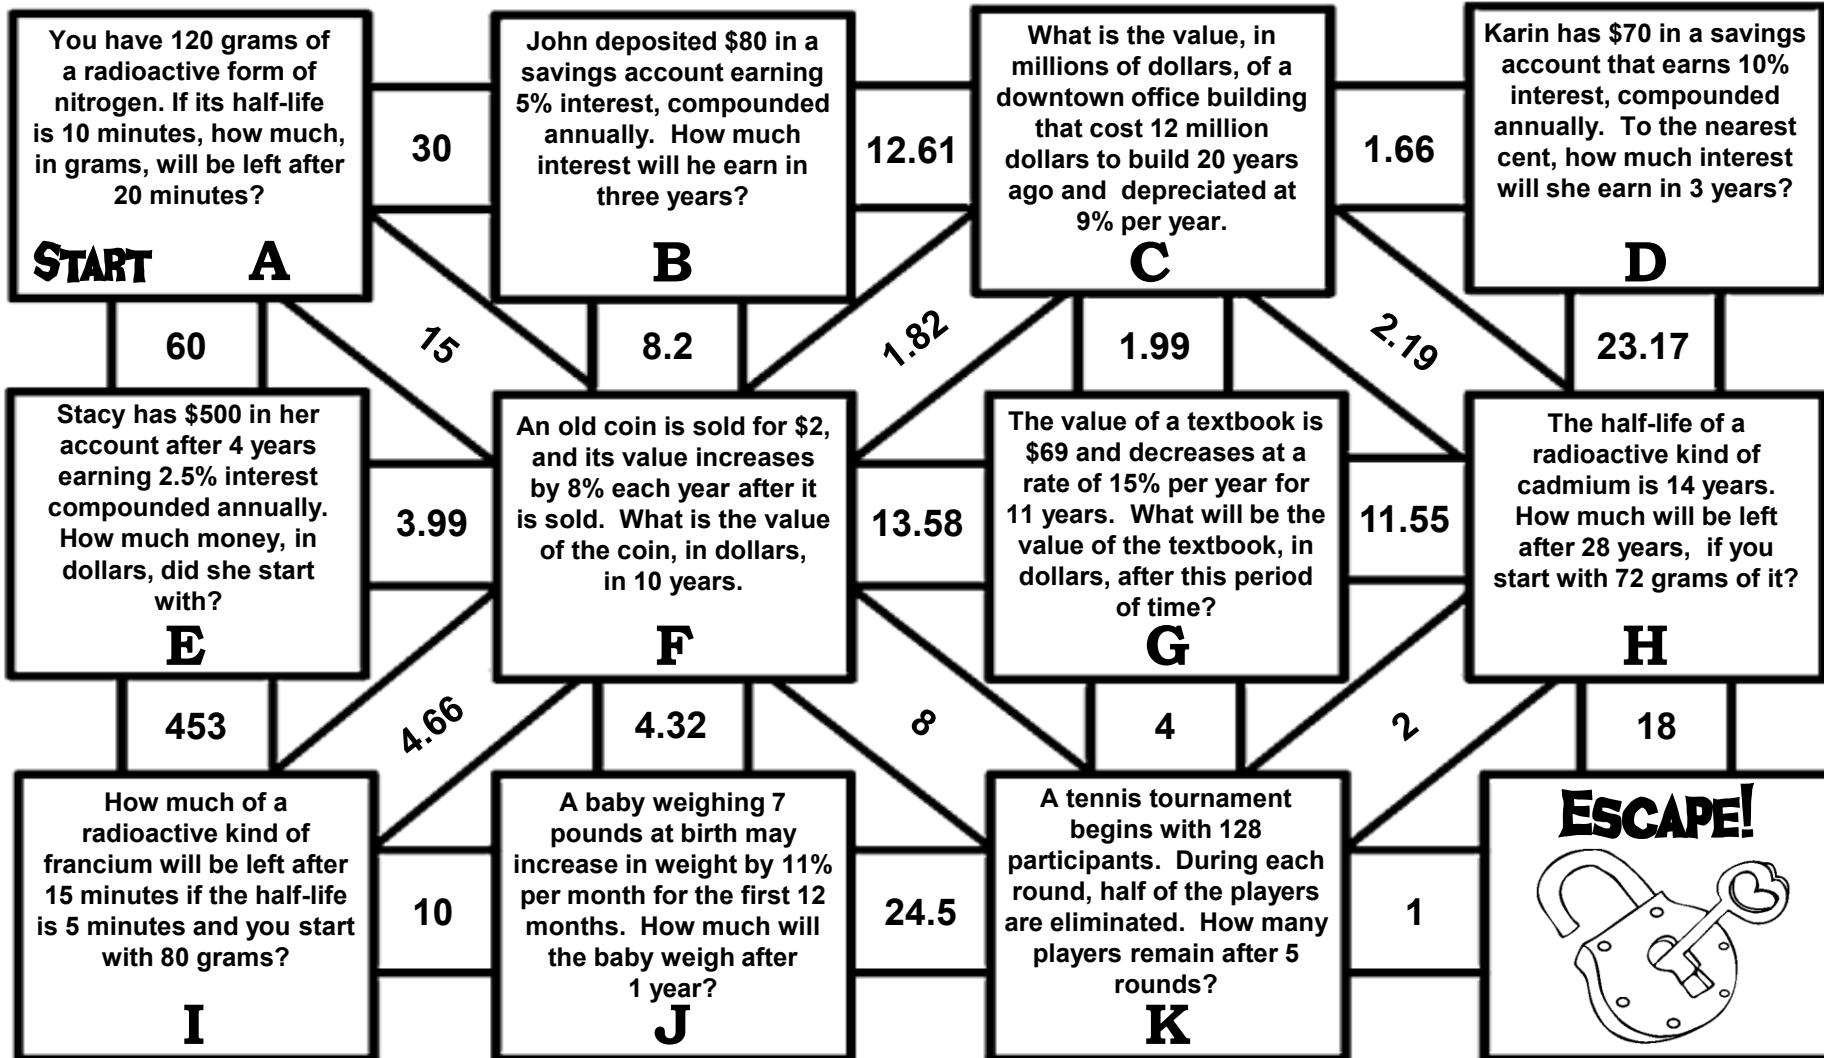 You have 120 grams of
a radioactive form of
nitrogen. If its half-life
is 10 minutes, how much,
in grams, will be left after
20 minutes?
START A
30
John deposited $80 in a
savings account earning
5% interest, compounded
annually. How much
interest will he earn in
three years?
B
12.61
What is the value, in
millions of dollars, of a
downtown office building
that cost 12 million
dollars to build 20 years
ago and depreciated at
9% per year.
C
1.66
Karin has $70 in a savings
account that earns 10%
interest, compounded
annually. To the nearest
cent, how much interest
will she earn in 3 years?
D
60
15
8.2
1.82
1.99
2.19
23.17
Stacy has $500 in her
account after 4 years
earning 2.5% interest
compounded annually.
How much money, in
dollars, did she start
with?
E
3.99
An old coin is sold for $2,
and its value increases
by 8% each year after it
is sold. What is the value
of the coin, in dollars,
in 10 years.
F
13.58
The value of a textbook is
$69 and decreases at a
rate of 15% per year for
11 years. What will be the
value of the textbook, in
dollars, after this period
of time?
G
11.55
The half-life of a
radioactive kind of
cadmium is 14 years.
How much will be left
after 28 years, if you
start with 72 grams of it?
H
453
4.66
4.32
8
4
2
18
How much of a
radioactive kind of
francium will be left after
15 minutes if the half-life
is 5 minutes and you start
with 80 grams?
I
10
A baby weighing 7
pounds at birth may
increase in weight by 11%
per month for the first 12
months. How much will
the baby weigh after
1 year?
J
24.5
A tennis tournament
begins with 128
participants. During each
round, half of the players
are eliminated. How many
players remain after 5
rounds?
K
1
ESCAPE!